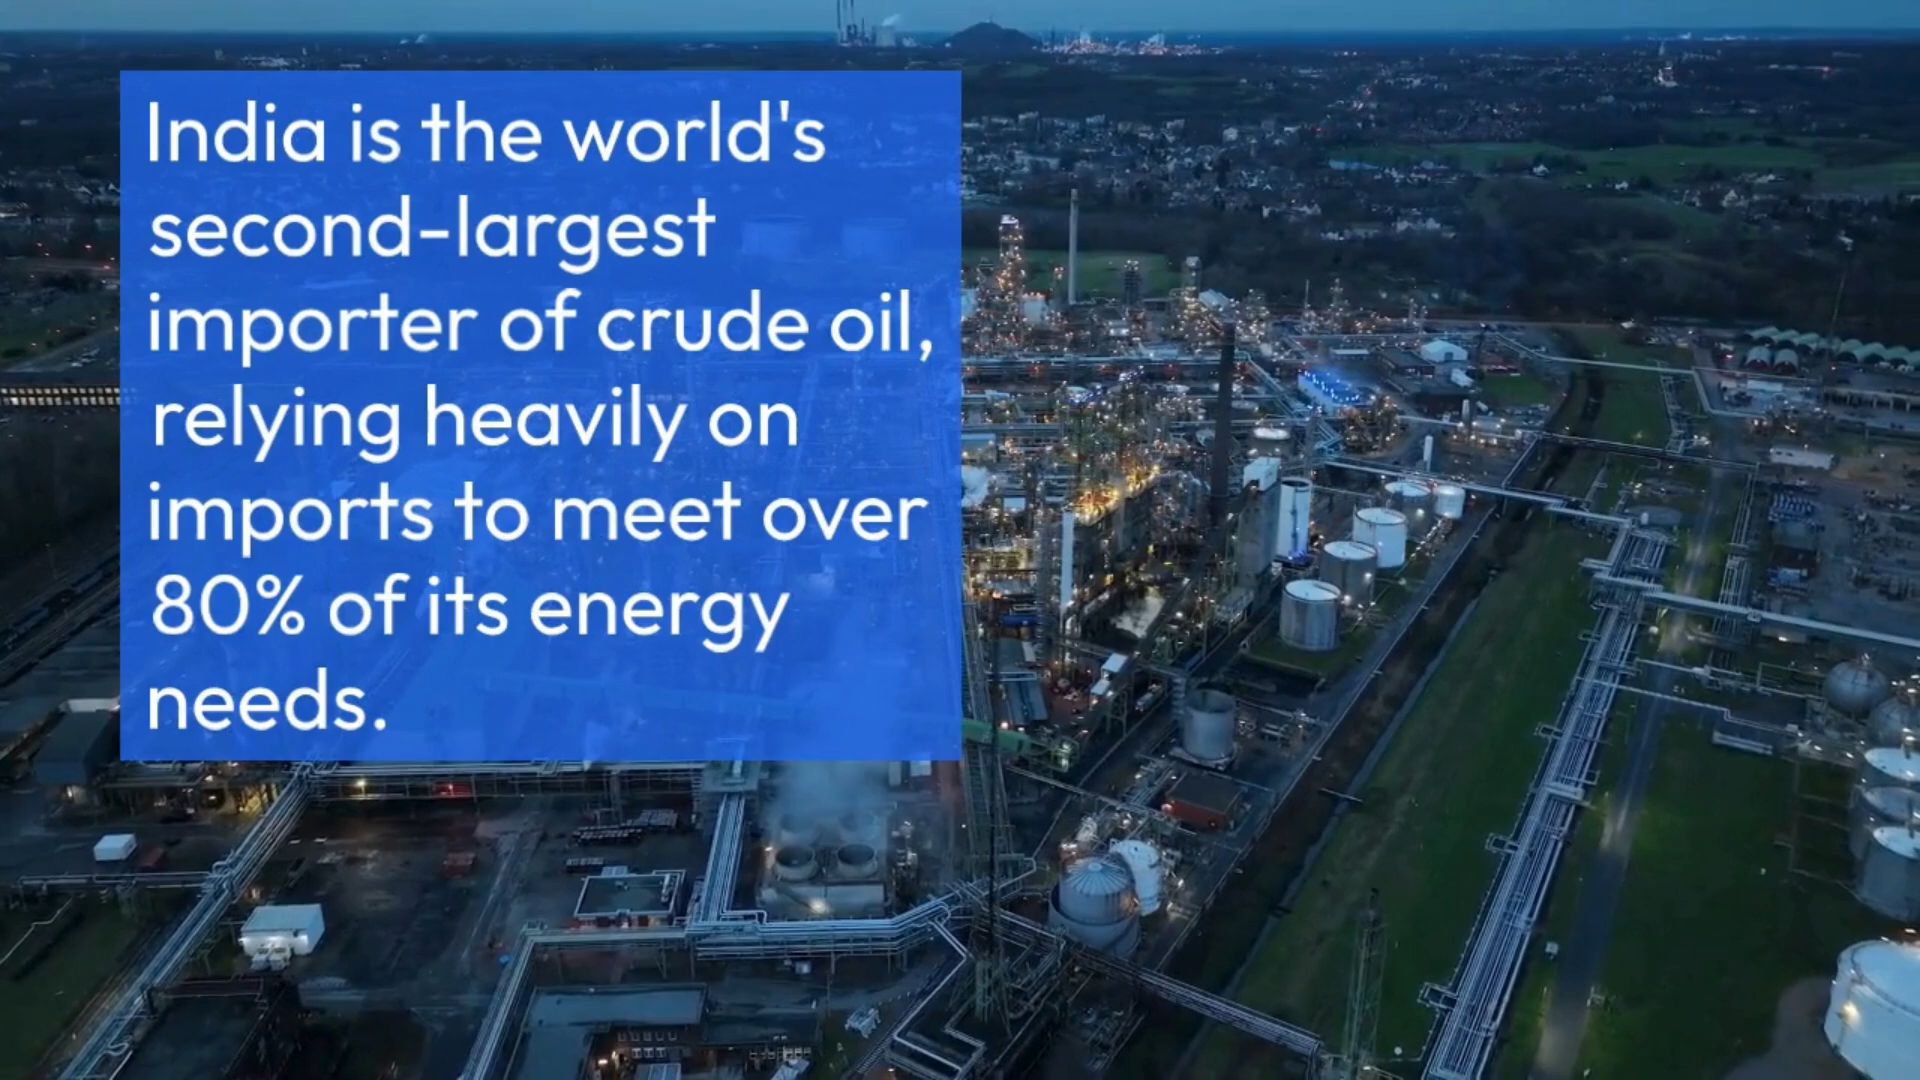 India is the world's
second-largest
importer of crude oil,
relying heavily on
imports to meet over
80% of its energy
needs.